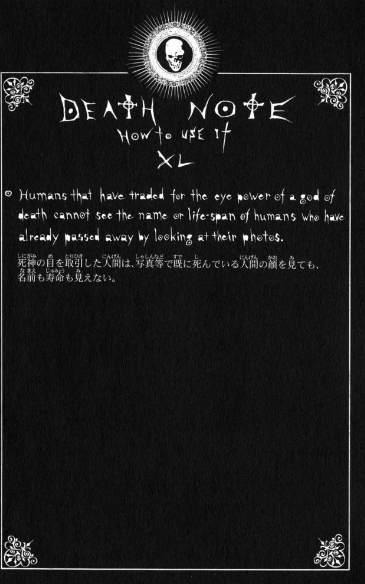 DEATH NOTE
HOW to USE IT
XL
Humans that have traded for the eye power of a god of
death cannot see the name or life-span of humans who have
already passed away by looking at their photos.
死神の目を取引した人間は、写真等で既に死んでいる人間の顔を見ても、
名前も寿命も見えない。